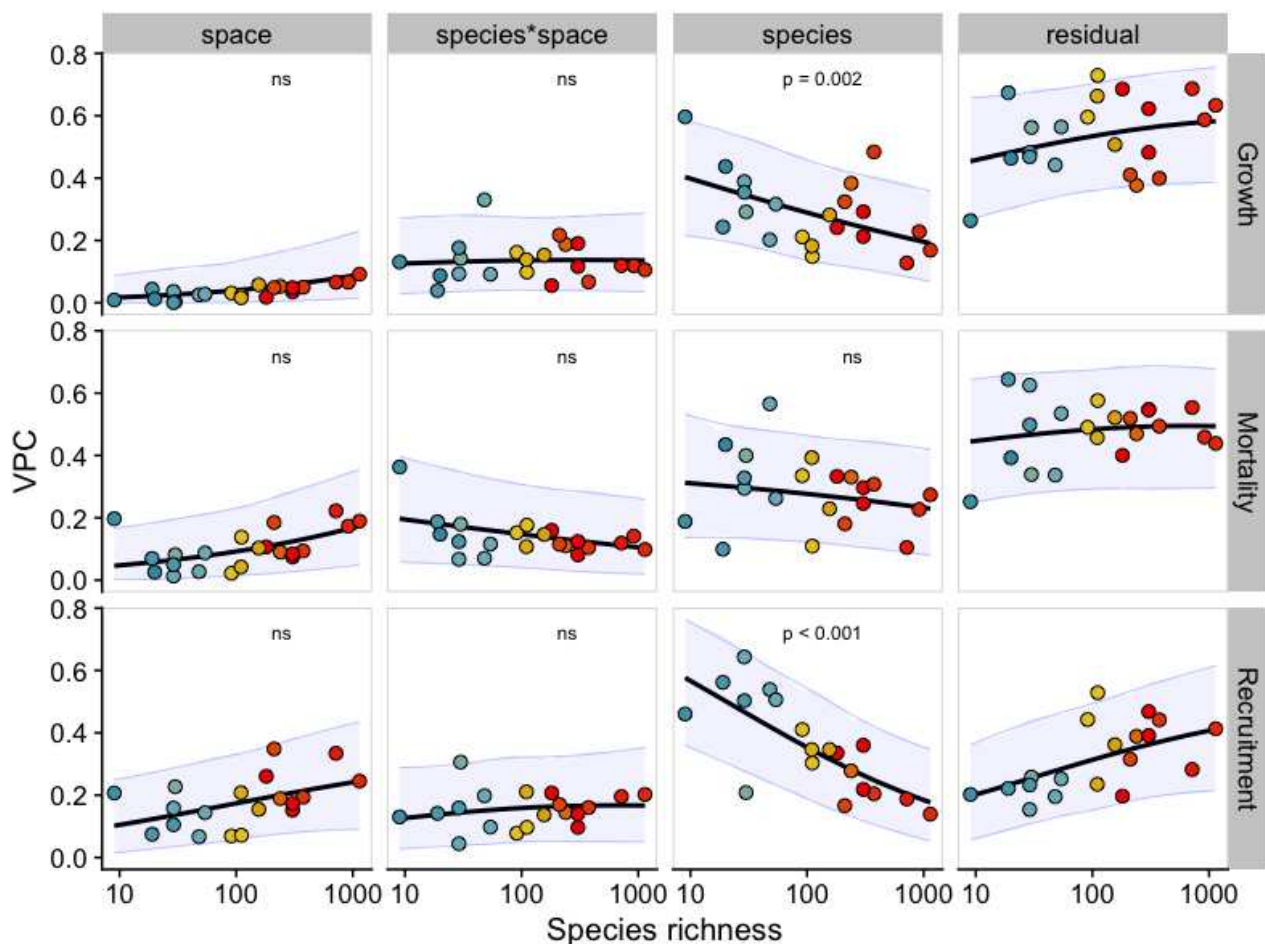 space species*space species residual
0.8 ns ns p = 0.002
0.6
0.4
0.2
0.0
Growth
0.8 ns ns ns
0.6
0.4
0.2
0.0
Mortality
VPC
0.8 ns ns p < 0.001
0.6
0.4
0.2
0.0
Recruitment
10 100 1000 10 100 1000 10 100 1000 10 100 1000
Species richness